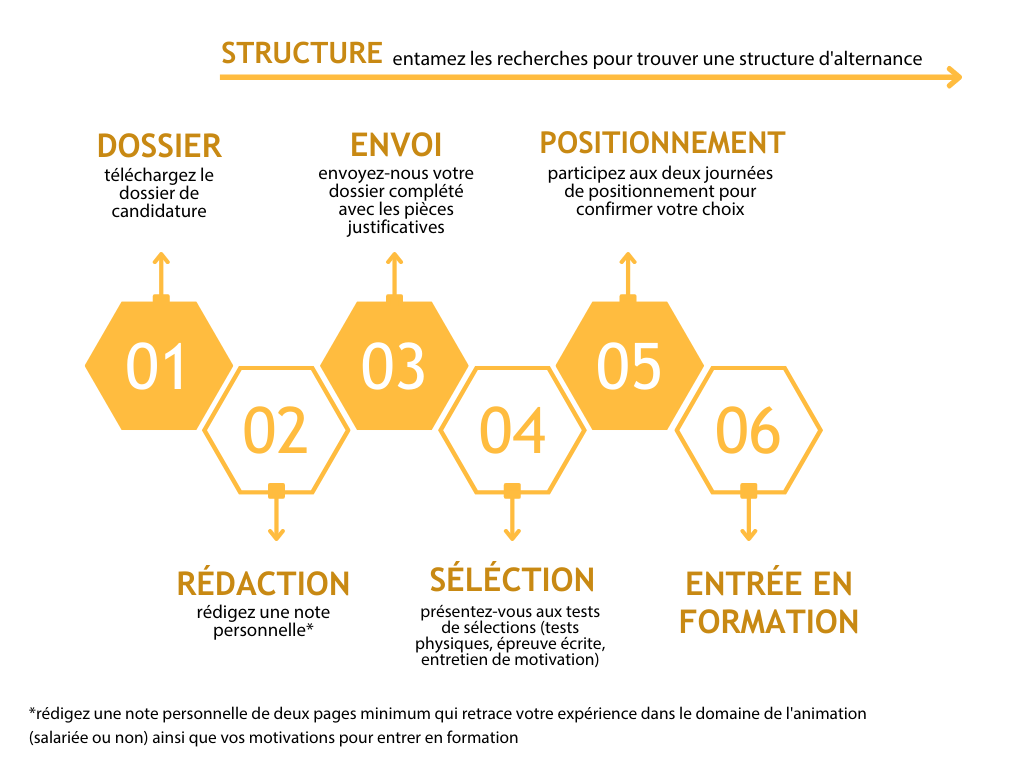 STRUCTURE entamez les recherches pour trouver une structure d'alternance
DOSSIER
téléchargez le
dossier de
candidature
ENVOI
envoyez-nous votre
dossier complété
avec les pièces
justificatives
POSITIONNEMENT
participez aux deux journées
de positionnement pour
confirmer votre choix
01
02
03
04
05
06
RÉDACTION
rédigez une note
personnelle*
SÉLÉCTION
présentez-vous aux tests
de sélections (tests
physiques, épreuve écrite,
entretien de motivation)
ENTRÉE EN
FORMATION
*rédigez une note personnelle de deux pages minimum qui retrace votre expérience dans le domaine de l'animation
(salariée ou non) ainsi que vos motivations pour entrer en formation